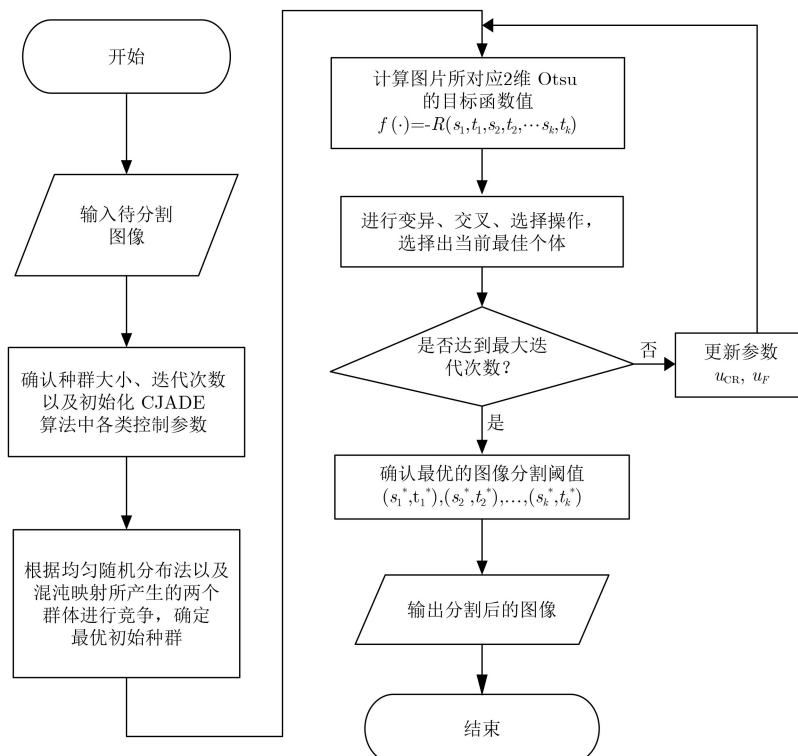 开始
输入待分割
图像
确认种群大小、迭代次数
以及初始化 CJADE
算法中各类控制参数
根据均匀随机分布法以及
混沌映射所产生的两个
群体进行竞争，确定
最优初始种群
计算图片所对应2维 Otsu
的目标函数值
f (·)=-R(s₁,t₁,s₂,t₂,⋯sₖ,tₖ)
进行变异、交叉、选择操作，
选择出当前最佳个体
是否达到最大迭
代次数？
否
更新参数
u_CR, u_F
是
确认最优的图像分割阈值
(s₁*,t₁*),(s₂*,t₂*),…,(sₖ*,tₖ*)
输出分割后的图像
结束